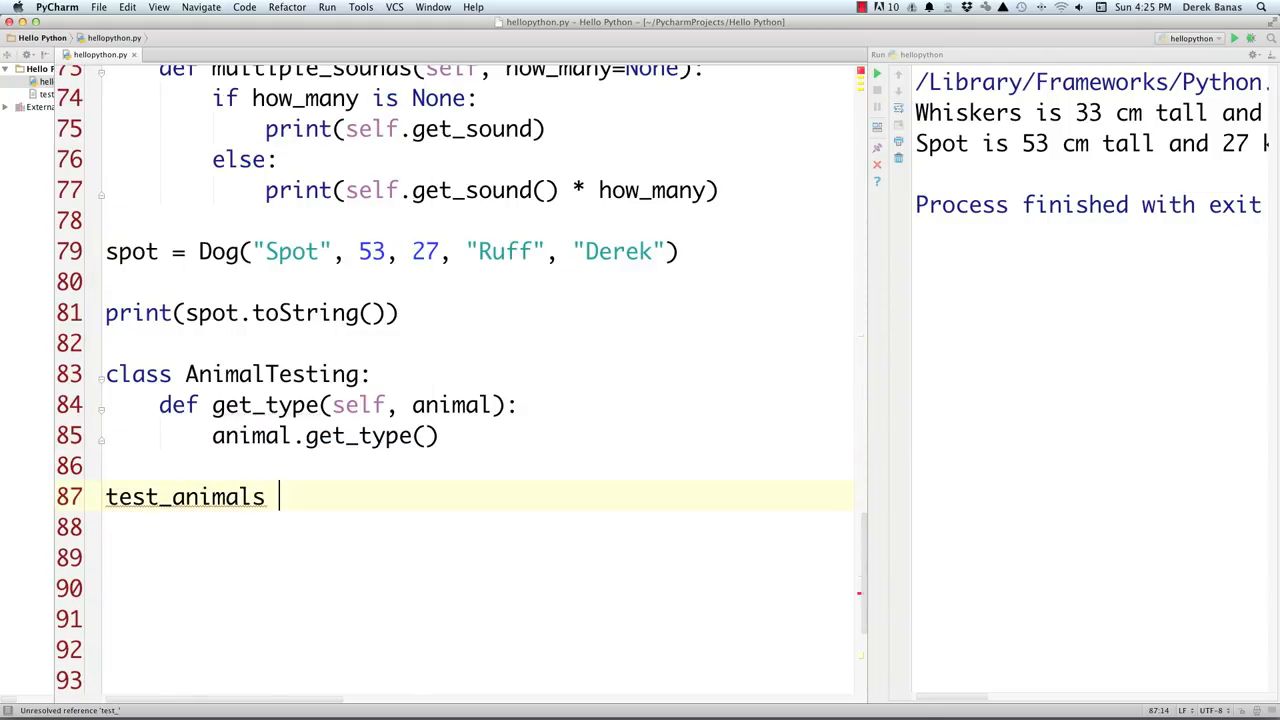 PyCharm File Edit View Navigate Code Refactor Run Tools VCS Window Help 10 Sun 4:25 PM Derek Banas
hellopython.py - Hello Python - [~/PycharmProjects/Hello Python]
Hello Python hellopython.py hellopython
hellopython.py Run hellopython
Hello P
hell
test
Externa
73 def multiple_sounds(self, how_many=None):
74 if how_many is None:
75 print(self.get_sound)
76 else:
77 print(self.get_sound() * how_many)
78
79 spot = Dog("Spot", 53, 27, "Ruff", "Derek")
80
81 print(spot.toString())
82
83 class AnimalTesting:
84 def get_type(self, animal):
85 animal.get_type()
86
87 test_animals
88
89
90
91
92
93
/Library/Frameworks/Python.
Whiskers is 33 cm tall and
Spot is 53 cm tall and 27 k
Process finished with exit
Unresolved reference 'test_' 87:14 LF UTF-8